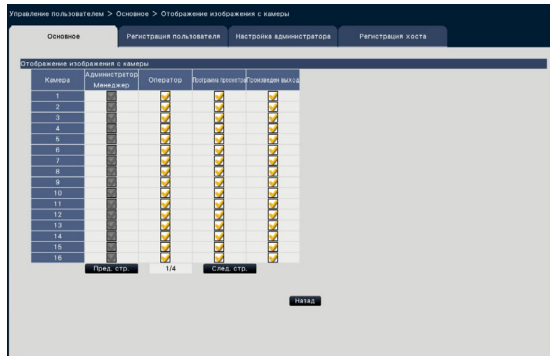 Управление пользователем > Основное > Отображение изображения с камеры
Основное Регистрация пользователя Настройка администратора Регистрация хоста
Отображение изображения с камеры
Камера Администратор Менеджер Оператор Программа просмотра Произведен выход
1
2
3
4
5
6
7
8
9
10
11
12
13
14
15
16
Пред. стр. 1/4 След. стр.
Назад